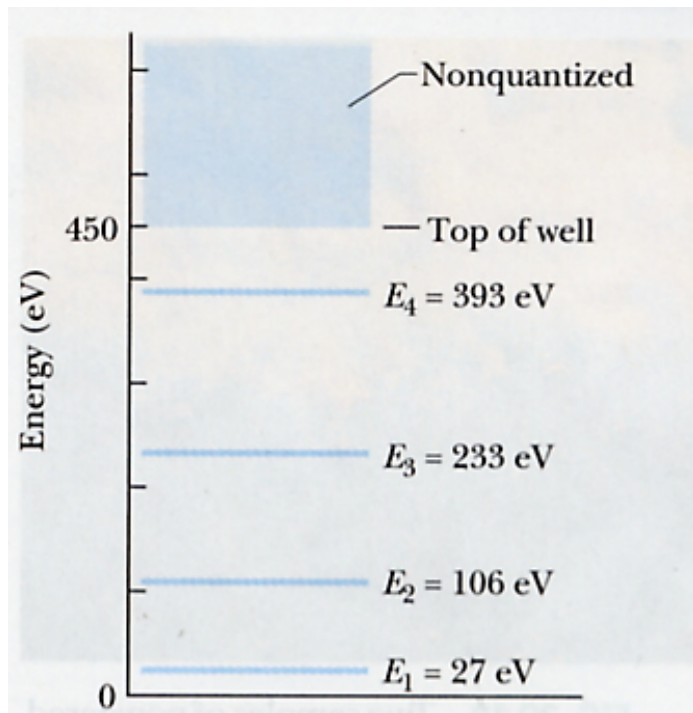 Nonquantized
450
Top of well
E₄ = 393 eV
Energy (eV)
E₃ = 233 eV
E₂ = 106 eV
E₁ = 27 eV
0